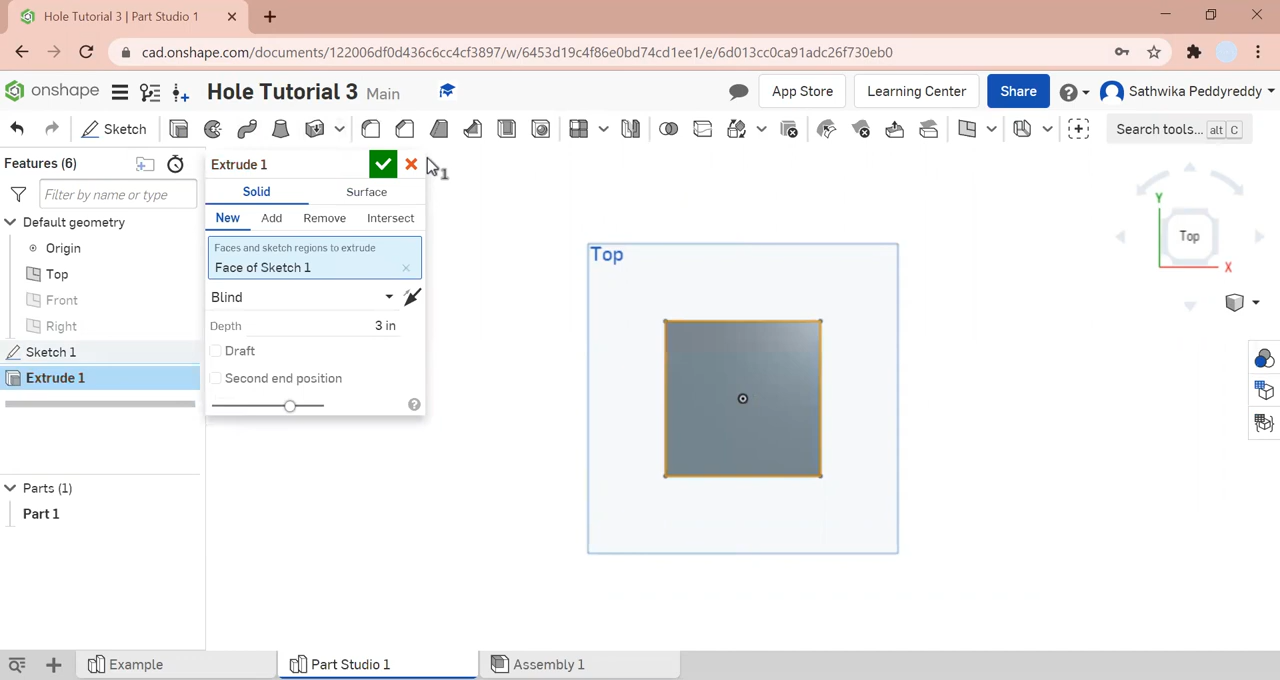 Hole Tutorial 3 | Part Studio 1
cad.onshape.com/documents/122006df0d436c6cc4cf3897/w/6453d19c4f86e0bd74cd1ee1/e/6d013cc0ca91adc26f730eb0
onshape
Hole Tutorial 3 Main
App Store
Learning Center
Share
Sathwika Peddyreddy
Sketch
Search tools... alt C
Features (6)
Filter by name or type
Default geometry
Origin
Top
Front
Right
Sketch 1
Extrude 1
Parts (1)
Part 1
Extrude 1
1
Solid
Surface
New
Add
Remove
Intersect
Faces and sketch regions to extrude
Face of Sketch 1
Blind
Depth
3 in
Draft
Second end position
Top
Y
Top
X
Example
Part Studio 1
Assembly 1